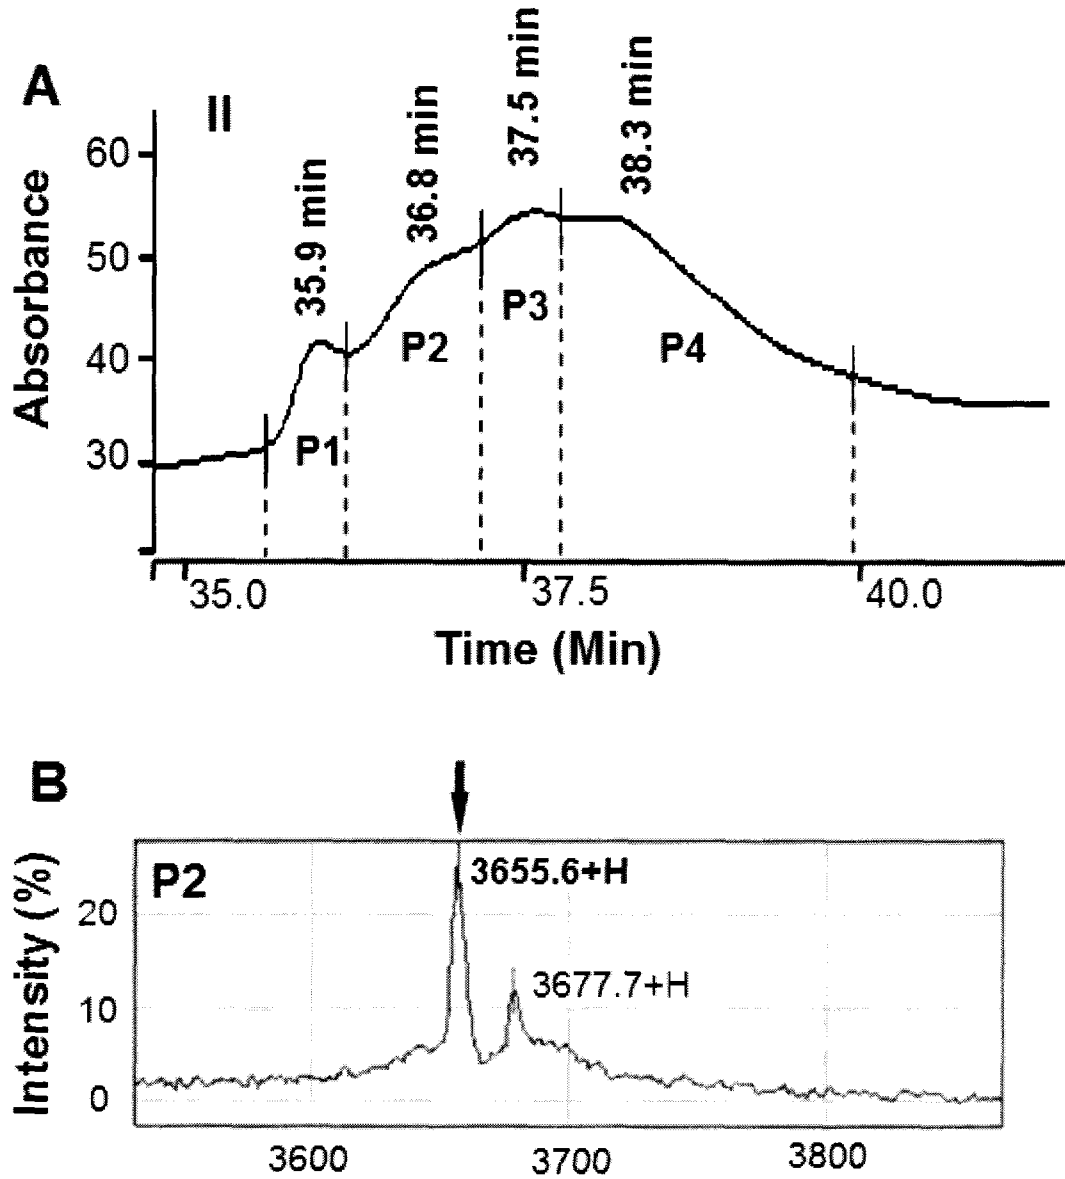 A
II
35.9 min
36.8 min
37.5 min
38.3 min
Absorbance
60
50
40
30
P1
P2
P3
P4
35.0
37.5
40.0
Time (Min)
B
P2
3655.6+H
3677.7+H
Intensity (%)
20
10
0
3600
3700
3800